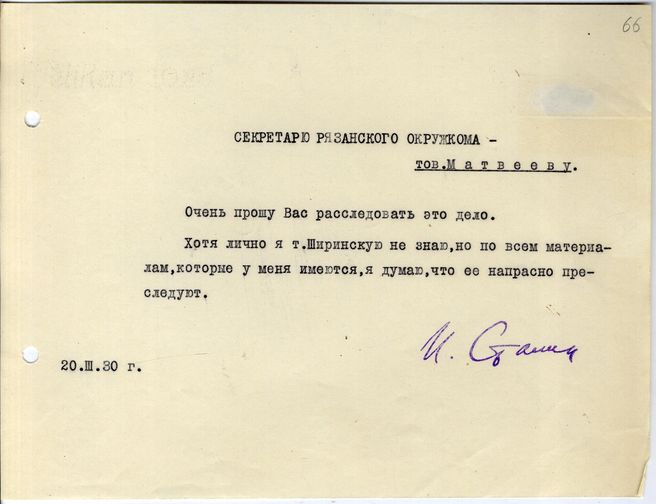 66
СЕКРЕТАРЮ РЯЗАНСКОГО ОКРУЖКОМА –
тов.Матвееву.
Очень прошу Вас расследовать это дело.
Хотя лично я т.Ширинскую не знаю,но по всем материа-
лам,которые у меня имеются,я думаю,что ее напрасно пре-
следуют.
И. Сталин
20.III.30 г.